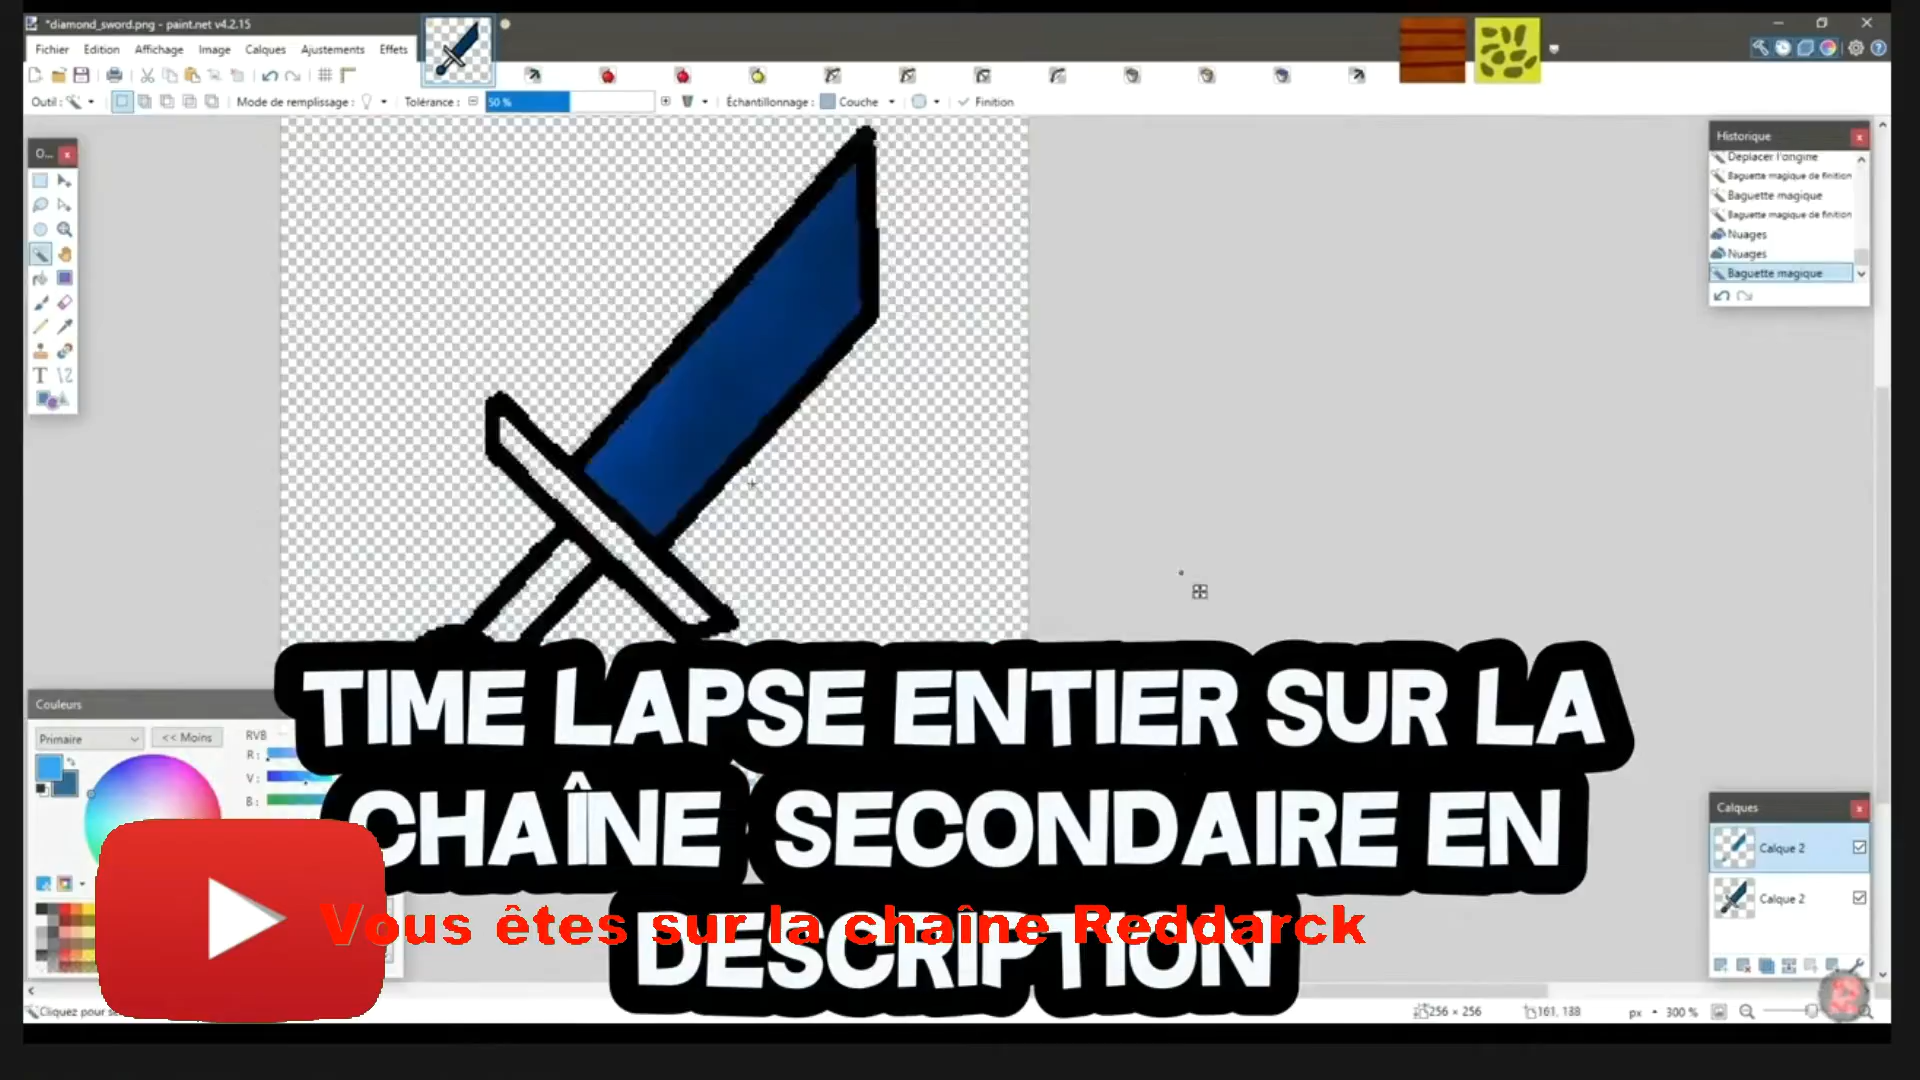 *diamond_sword.png - paint.net v4.2.15
Fichier Edition Affichage Image Calques Ajustements Effets
Outil : Mode de remplissage : Tolérance : 50 % Échantillonnage : Couche Finition
O...
Historique
Déplacer l'origine
Baguette magique de finition
Baguette magique
Baguette magique de finition
Nuages
Nuages
Baguette magique
TIME LAPSE ENTIER SUR LA
CHAÎNE SECONDAIRE EN
DESCRIPTION
Vous êtes sur la chaîne Reddarck
Couleurs
Primaire << Moins RVB
R :
V :
B :
Calques
Calque 2
Calque 2
Cliquez pour
256 × 256 161, 138 px 300 %